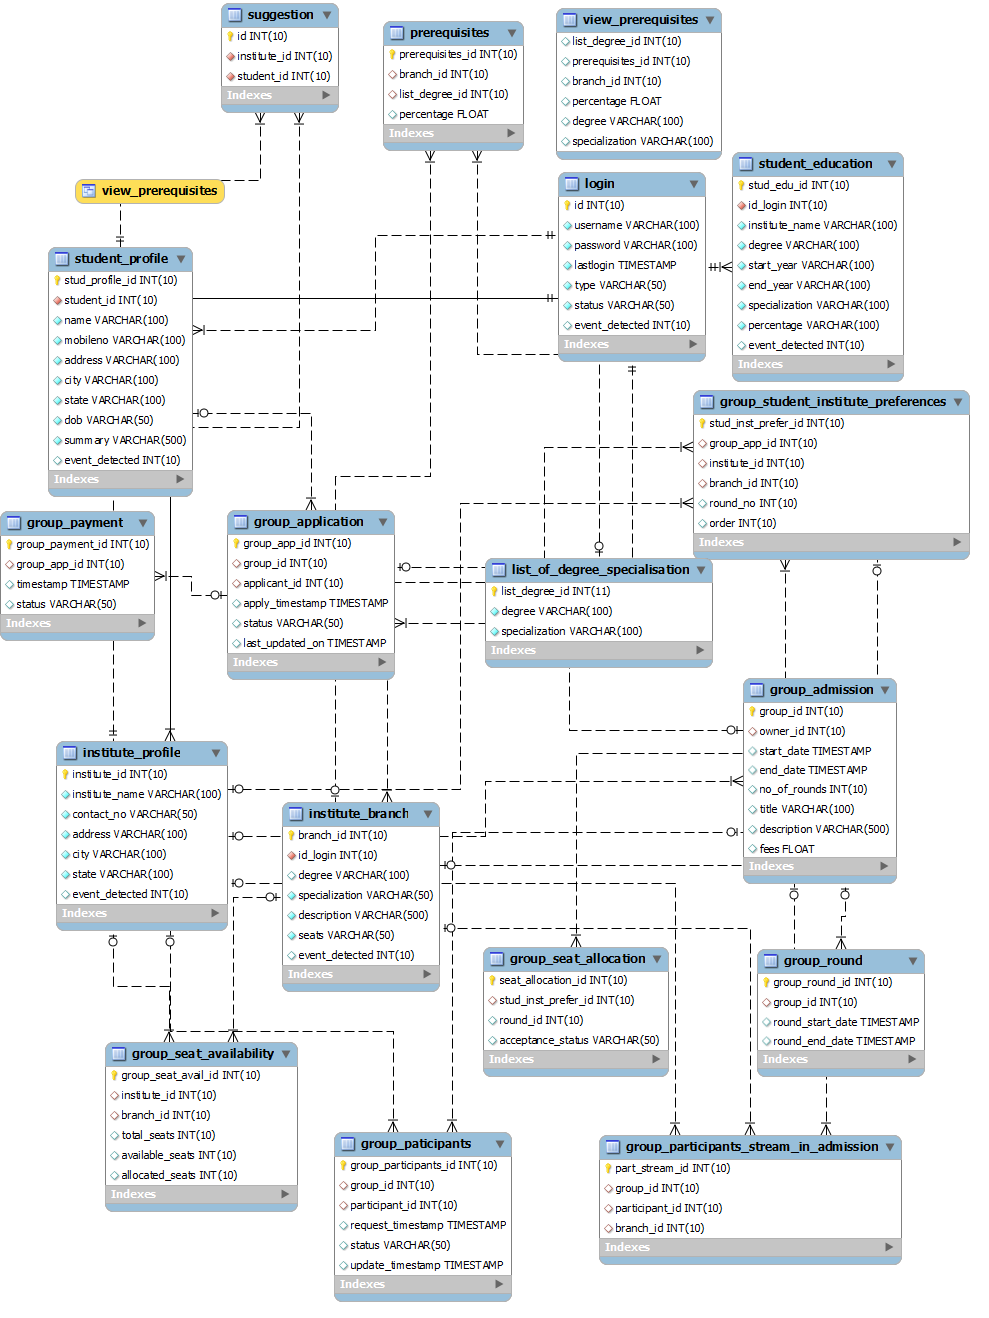 suggestion
id INT(10)
institute_id INT(10)
student_id INT(10)
Indexes
prerequisites
prerequisites_id INT(10)
branch_id INT(10)
list_degree_id INT(10)
percentage FLOAT
Indexes
view_prerequisites
list_degree_id INT(10)
prerequisites_id INT(10)
branch_id INT(10)
percentage FLOAT
degree VARCHAR(100)
specialization VARCHAR(100)
view_prerequisites
login
id INT(10)
username VARCHAR(100)
password VARCHAR(100)
lastlogin TIMESTAMP
type VARCHAR(50)
status VARCHAR(50)
event_detected INT(10)
Indexes
student_education
stud_edu_id INT(10)
id_login INT(10)
institute_name VARCHAR(100)
degree VARCHAR(100)
start_year VARCHAR(100)
end_year VARCHAR(100)
specialization VARCHAR(100)
percentage VARCHAR(100)
event_detected INT(10)
Indexes
student_profile
stud_profile_id INT(10)
student_id INT(10)
name VARCHAR(100)
mobileno VARCHAR(100)
address VARCHAR(100)
city VARCHAR(100)
state VARCHAR(100)
dob VARCHAR(50)
summary VARCHAR(500)
event_detected INT(10)
Indexes
group_student_institute_preferences
stud_inst_prefer_id INT(10)
group_app_id INT(10)
institute_id INT(10)
branch_id INT(10)
round_no INT(10)
order INT(10)
Indexes
group_payment
group_payment_id INT(10)
group_app_id INT(10)
timestamp TIMESTAMP
status VARCHAR(50)
Indexes
group_application
group_app_id INT(10)
group_id INT(10)
applicant_id INT(10)
apply_timestamp TIMESTAMP
status VARCHAR(50)
last_updated_on TIMESTAMP
Indexes
list_of_degree_specialisation
list_degree_id INT(11)
degree VARCHAR(100)
specialization VARCHAR(100)
Indexes
group_admission
group_id INT(10)
owner_id INT(10)
start_date TIMESTAMP
end_date TIMESTAMP
no_of_rounds INT(10)
title VARCHAR(100)
description VARCHAR(500)
fees FLOAT
Indexes
institute_profile
institute_id INT(10)
institute_name VARCHAR(100)
contact_no VARCHAR(50)
address VARCHAR(100)
city VARCHAR(100)
state VARCHAR(100)
event_detected INT(10)
Indexes
institute_branch
branch_id INT(10)
id_login INT(10)
degree VARCHAR(100)
specialization VARCHAR(50)
description VARCHAR(500)
seats VARCHAR(50)
event_detected INT(10)
Indexes
group_seat_allocation
seat_allocation_id INT(10)
stud_inst_prefer_id INT(10)
round_id INT(10)
acceptance_status VARCHAR(50)
Indexes
group_round
group_round_id INT(10)
group_id INT(10)
round_start_date TIMESTAMP
round_end_date TIMESTAMP
Indexes
group_seat_availability
group_seat_avail_id INT(10)
institute_id INT(10)
branch_id INT(10)
total_seats INT(10)
available_seats INT(10)
allocated_seats INT(10)
Indexes
group_paticipants
group_participants_id INT(10)
group_id INT(10)
participant_id INT(10)
request_timestamp TIMESTAMP
status VARCHAR(50)
update_timestamp TIMESTAMP
Indexes
group_participants_stream_in_admission
part_stream_id INT(10)
group_id INT(10)
participant_id INT(10)
branch_id INT(10)
Indexes